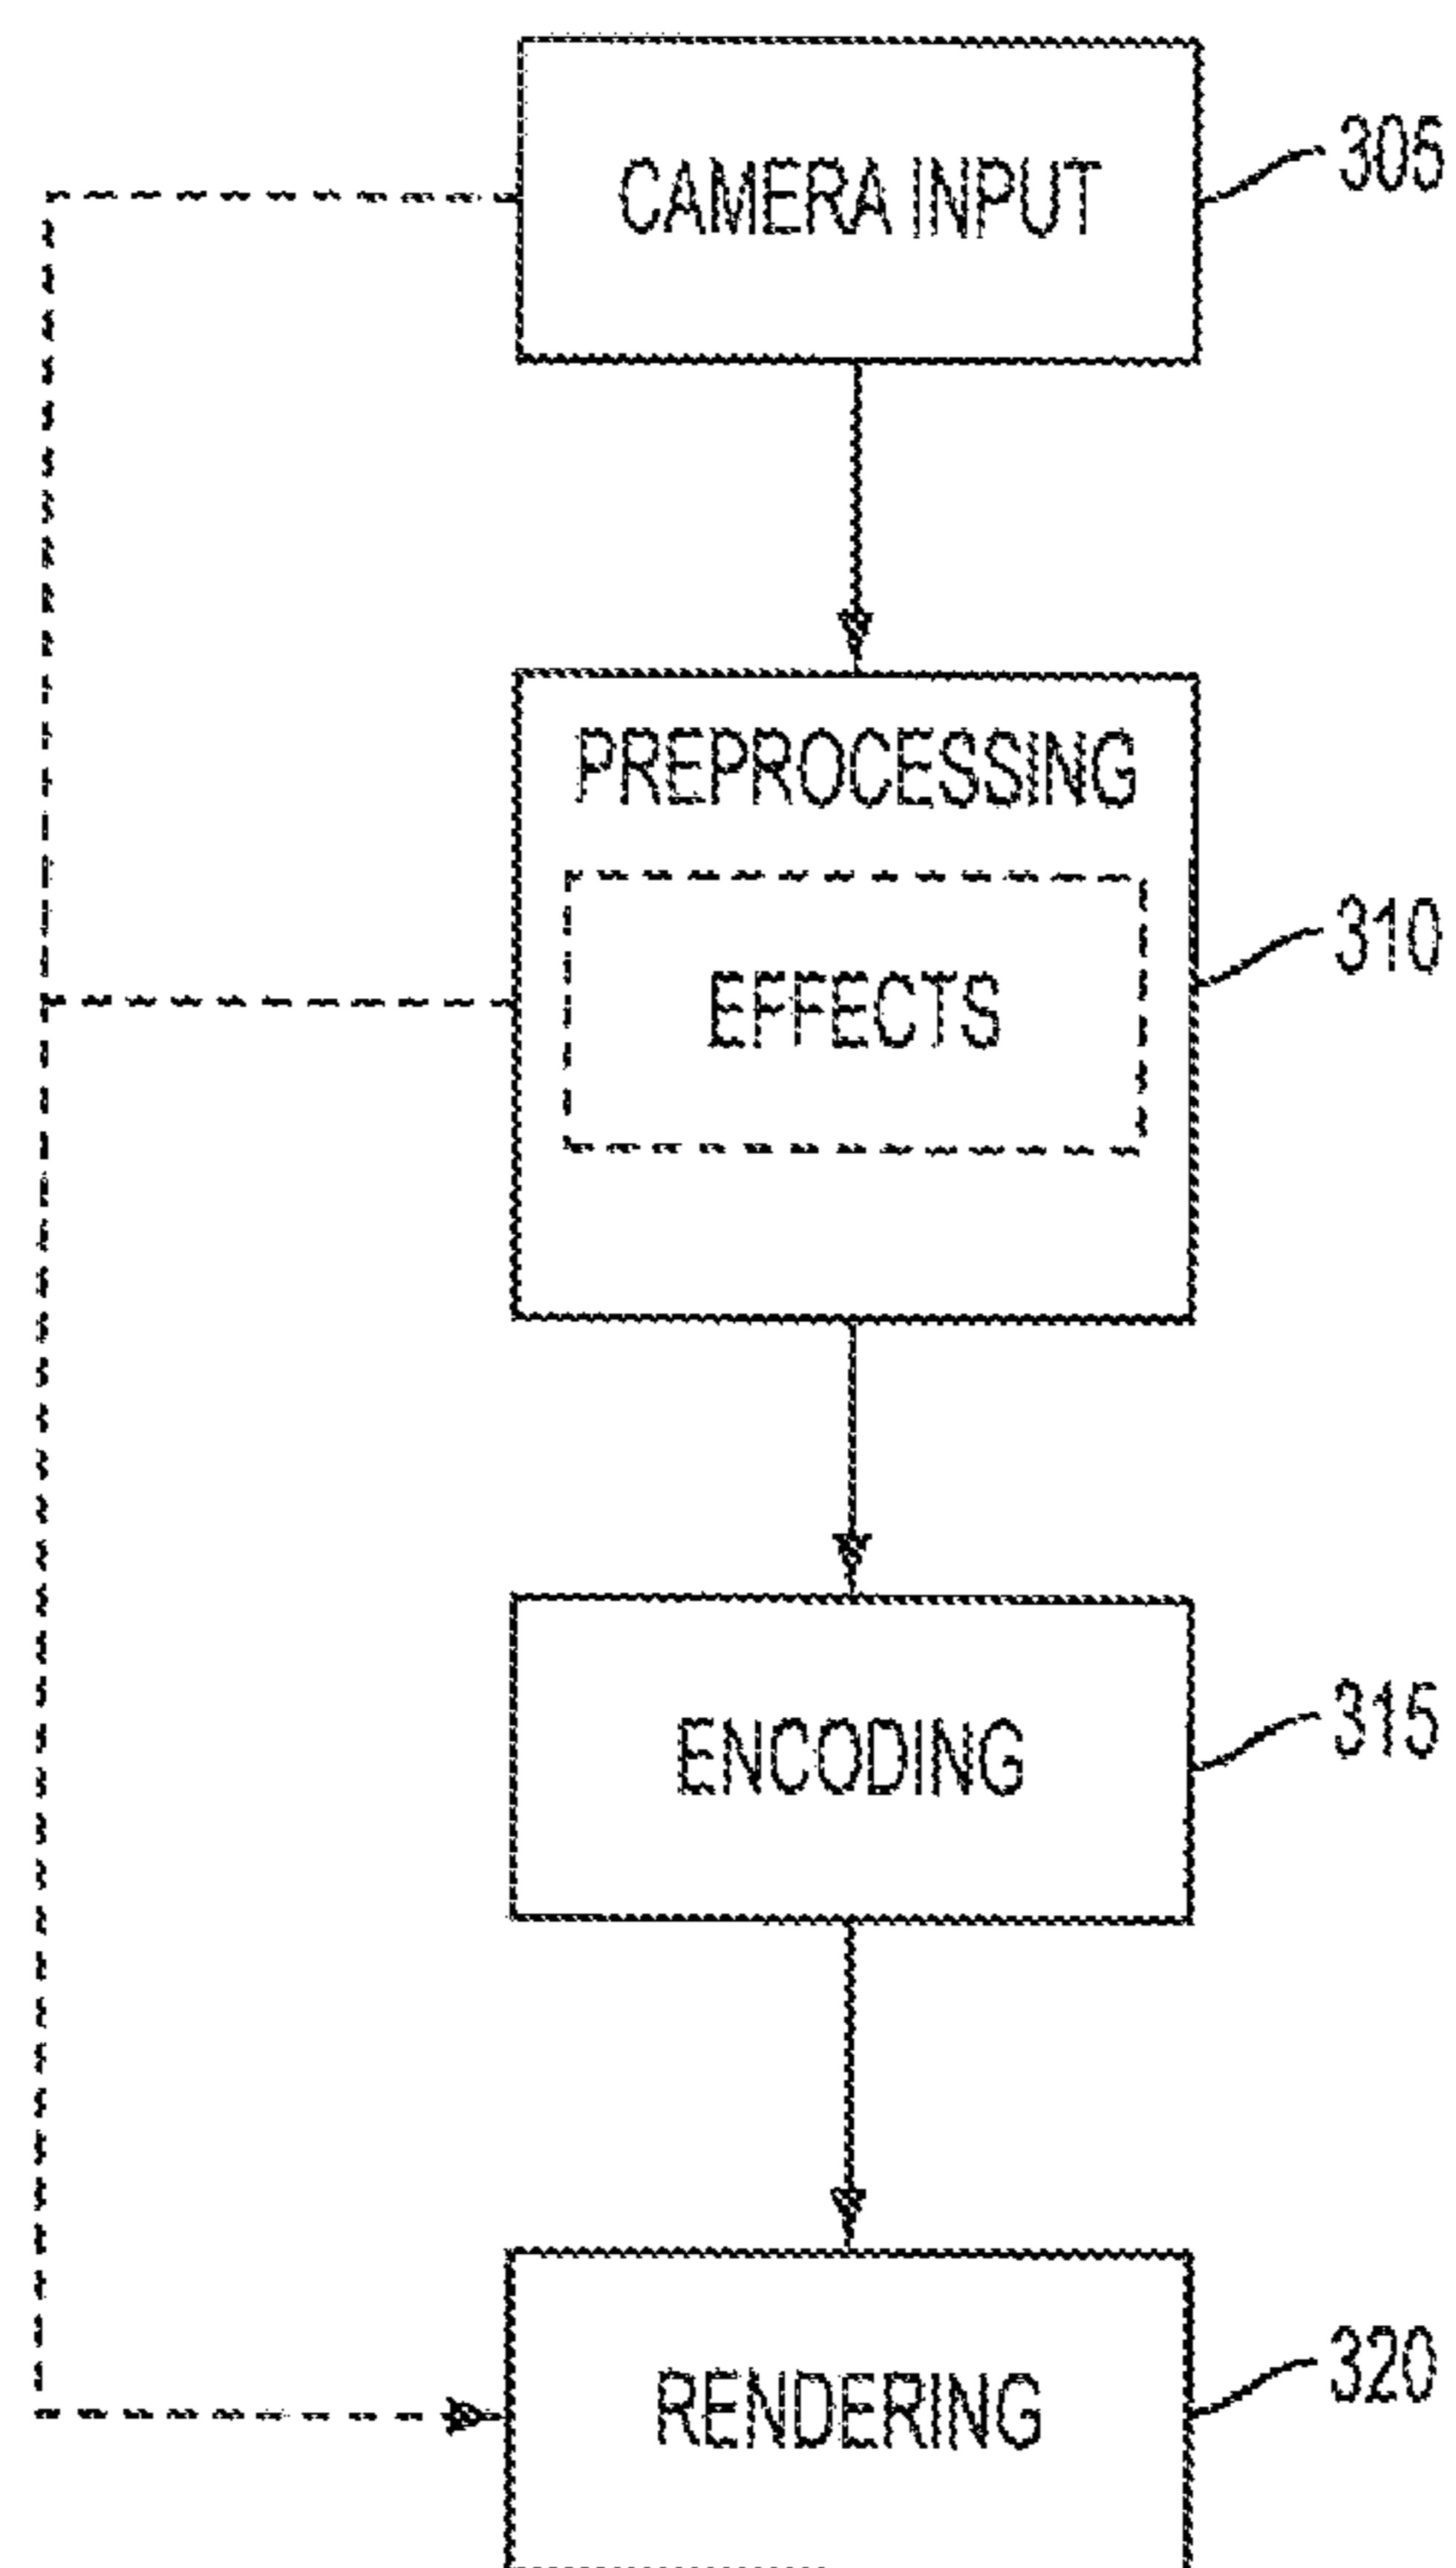 CAMERA INPUT
305
PREPROCESSING
EFFECTS
310
ENCODING
315
RENDERING
320